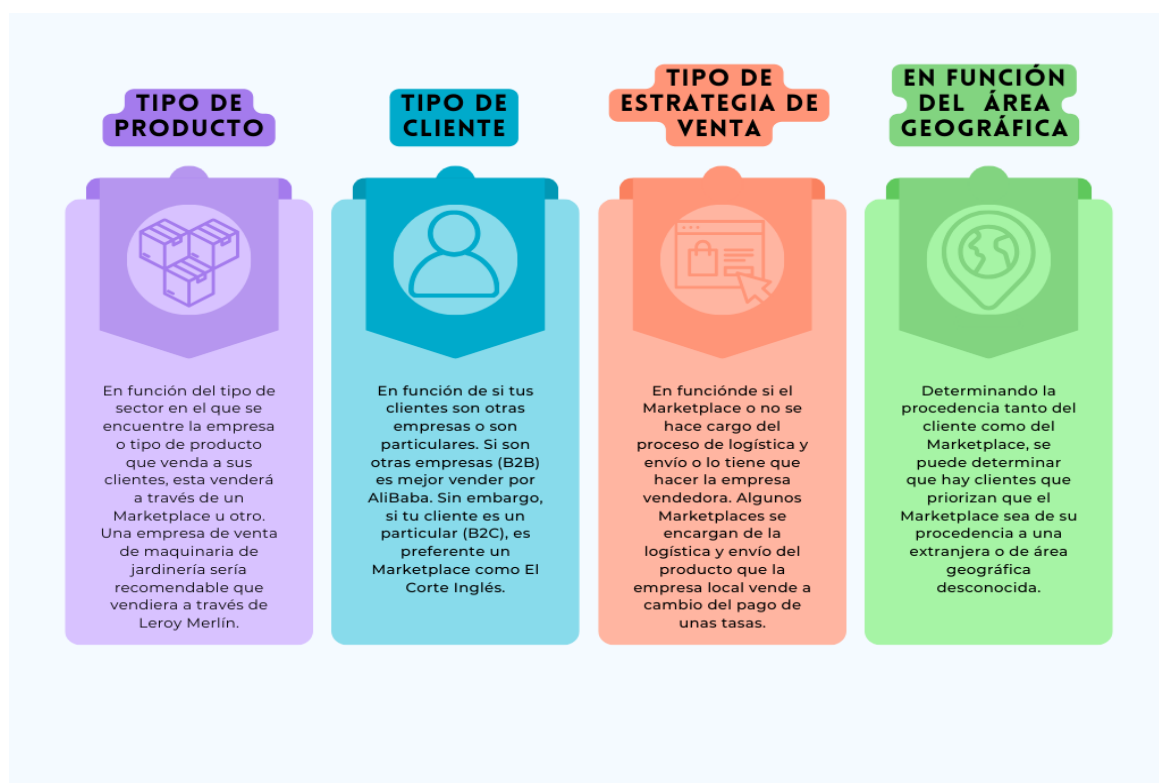 TIPO DE
PRODUCTO
En función del tipo de
sector en el que se
encuentre la empresa
o tipo de producto
que venda a sus
clientes, esta venderá
a través de un
Marketplace u otro.
Una empresa de venta
de maquinaria de
jardinería sería
recomendable que
vendiera a través de
Leroy Merlín.
TIPO DE
CLIENTE
En función de si tus
clientes son otras
empresas o son
particulares. Si son
otras empresas (B2B)
es mejor vender por
AliBaba. Sin embargo,
si tu cliente es un
particular (B2C), es
preferente un
Marketplace como El
Corte Inglés.
TIPO DE
ESTRATEGIA DE
VENTA
En funciónde si el
Marketplace o no se
hace cargo del
proceso de logística y
envío o lo tiene que
hacer la empresa
vendedora. Algunos
Marketplaces se
encargan de la
logística y envío del
producto que la
empresa local vende a
cambio del pago de
unas tasas.
EN FUNCIÓN
DEL ÁREA
GEOGRÁFICA
Determinando la
procedencia tanto del
cliente como del
Marketplace, se
puede determinar
que hay clientes que
priorizan que el
Marketplace sea de su
procedencia a una
extranjera o de área
geográfica
desconocida.